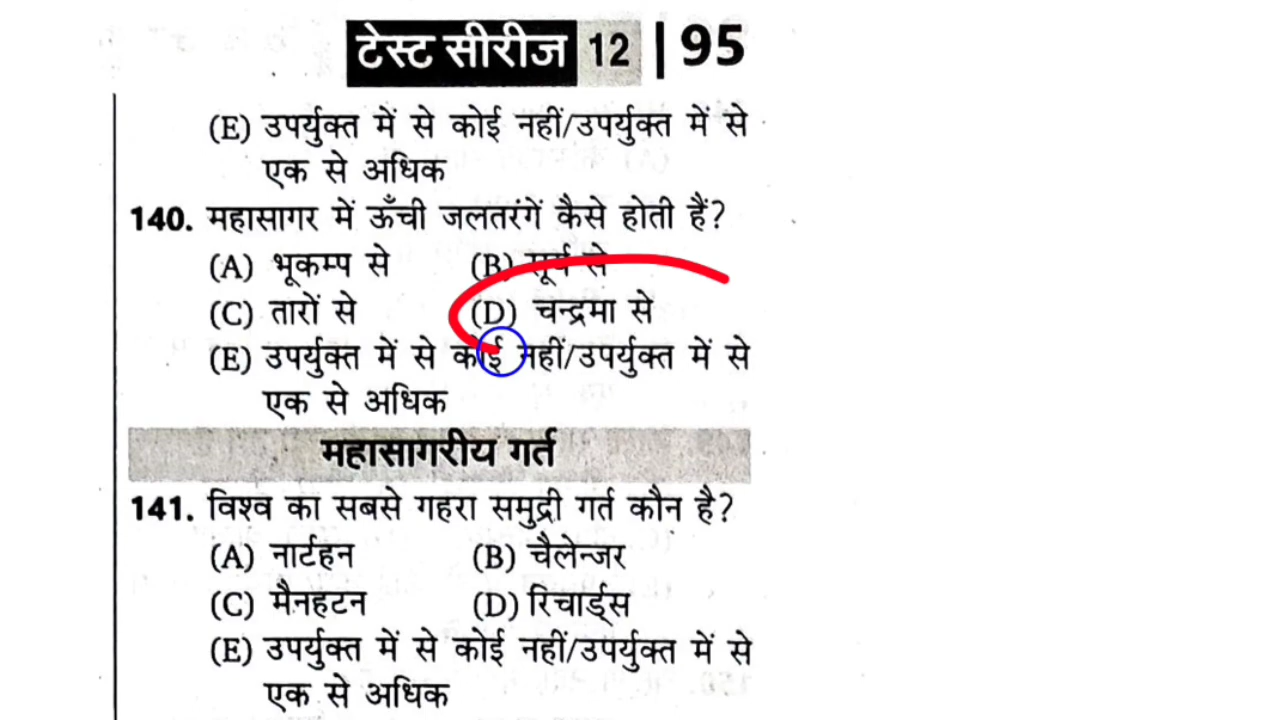 टेस्ट सीरीज 12 | 95
(E) उपर्युक्त में से कोई नहीं/उपर्युक्त में से
एक से अधिक
140. महासागर में ऊँची जलतरंगें कैसे होती हैं?
(A) भूकम्प से (B) सूर्य से
(C) तारों से (D) चन्द्रमा से
(E) उपर्युक्त में से कोई नहीं/उपर्युक्त में से
एक से अधिक
महासागरीय गर्त
141. विश्व का सबसे गहरा समुद्री गर्त कौन है?
(A) नार्टहन (B) चैलेन्जर
(C) मैनहटन (D) रिचार्ड्स
(E) उपर्युक्त में से कोई नहीं/उपर्युक्त में से
एक से अधिक